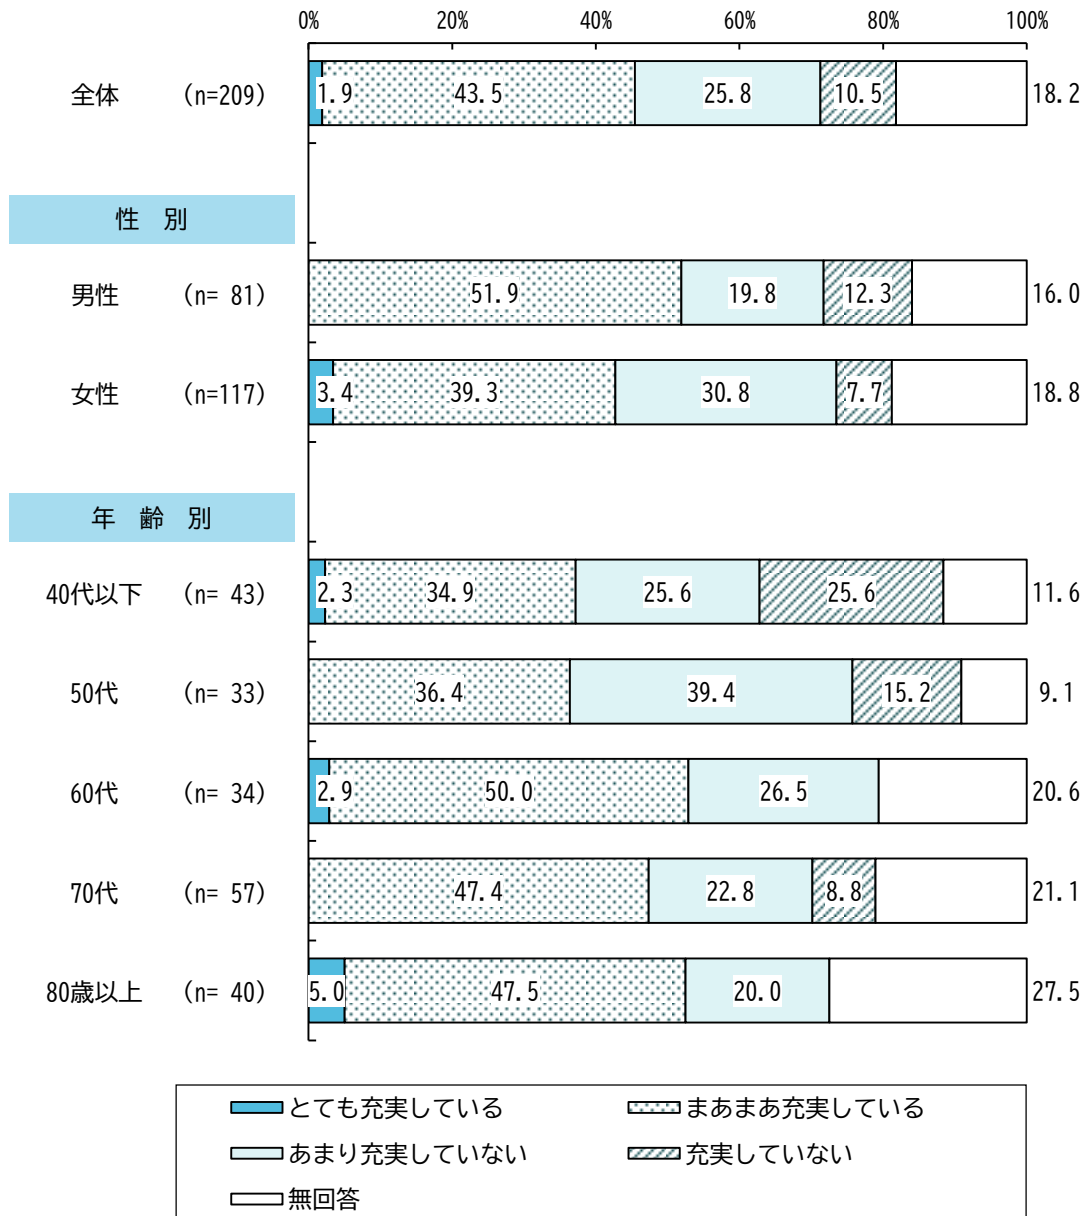 0% 20% 40% 60% 80% 100%
全体 (n=209) 1.9 43.5 25.8 10.5 18.2
性 別
男性 (n= 81) 51.9 19.8 12.3 16.0
女性 (n=117) 3.4 39.3 30.8 7.7 18.8
年 齢 別
40代以下 (n= 43) 2.3 34.9 25.6 25.6 11.6
50代 (n= 33) 36.4 39.4 15.2 9.1
60代 (n= 34) 2.9 50.0 26.5 20.6
70代 (n= 57) 47.4 22.8 8.8 21.1
80歳以上 (n= 40) 5.0 47.5 20.0 27.5
とても充実している まあまあ充実している
あまり充実していない 充実していない
無回答